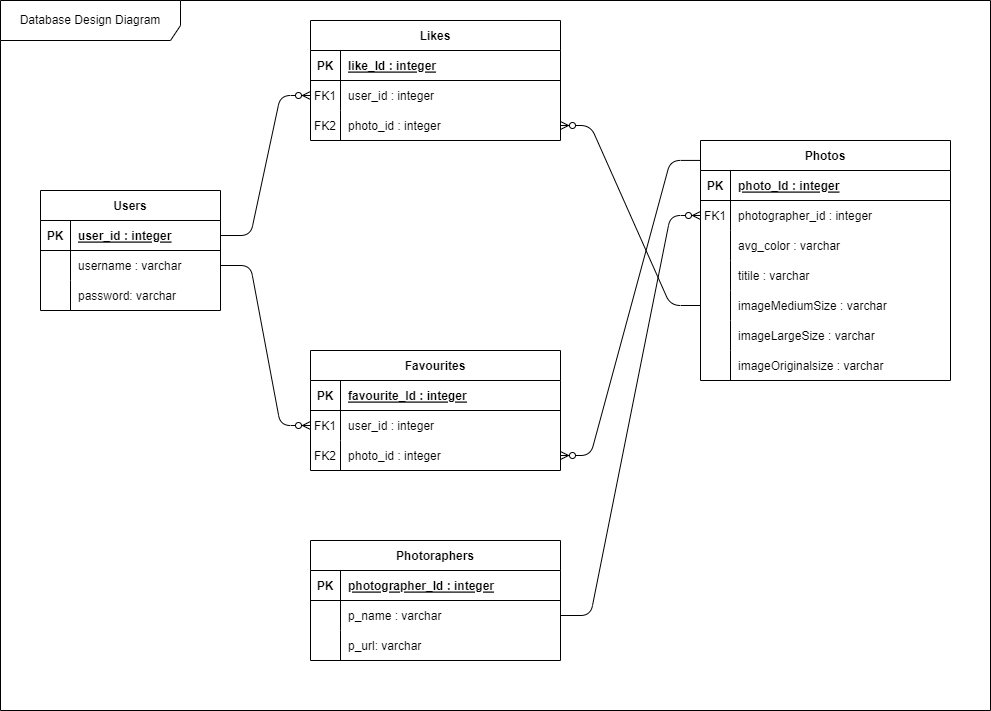 Database Design Diagram
Likes
PK like_Id : integer
FK1 user_id : integer
FK2 photo_id : integer
Photos
PK photo_Id : integer
FK1 photographer_id : integer
avg_color : varchar
titile : varchar
imageMediumSize : varchar
imageLargeSize : varchar
imageOriginalsize : varchar
Users
PK user_id : integer
username : varchar
password: varchar
Favourites
PK favourite_Id : integer
FK1 user_id : integer
FK2 photo_id : integer
Photoraphers
PK photographer_Id : integer
p_name : varchar
p_url: varchar